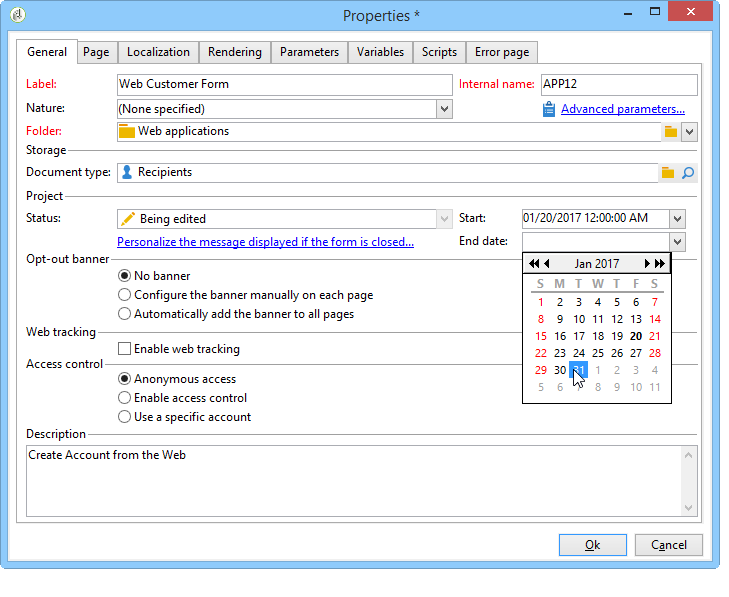 Properties *
General Page Localization Rendering Parameters Variables Scripts Error page
Label: Web Customer Form Internal name: APP12
Nature: (None specified) Advanced parameters...
Folder: Web applications
Storage
Document type: Recipients
Project
Status: Being edited Start: 01/20/2017 12:00:00 AM
Personalize the message displayed if the form is closed... End date:
Opt-out banner
No banner
Configure the banner manually on each page
Automatically add the banner to all pages
Jan 2017
S M T W T F S
1 2 3 4 5 6 7
8 9 10 11 12 13 14
15 16 17 18 19 20 21
22 23 24 25 26 27 28
29 30 31 1 2 3 4
5 6 7 8 9 10 11
Web tracking
Enable web tracking
Access control
Anonymous access
Enable access control
Use a specific account
Description
Create Account from the Web
Ok Cancel